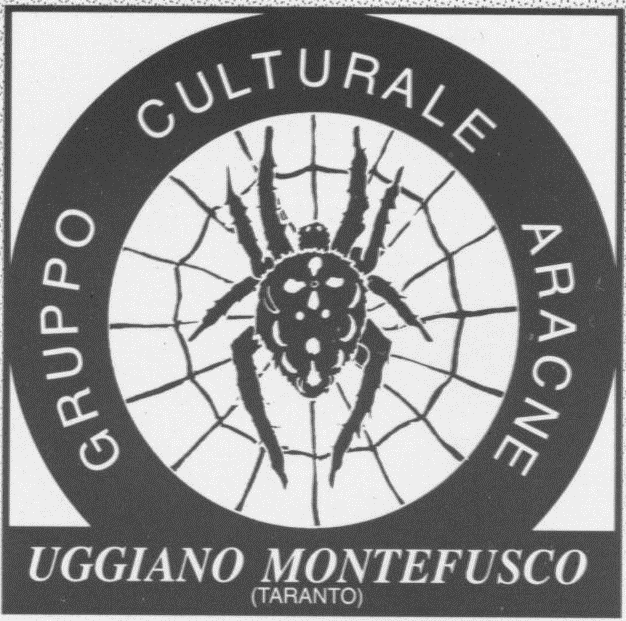 GRUPPO CULTURALE ARACNE
UGGIANO MONTEFUSCO
(TARANTO)